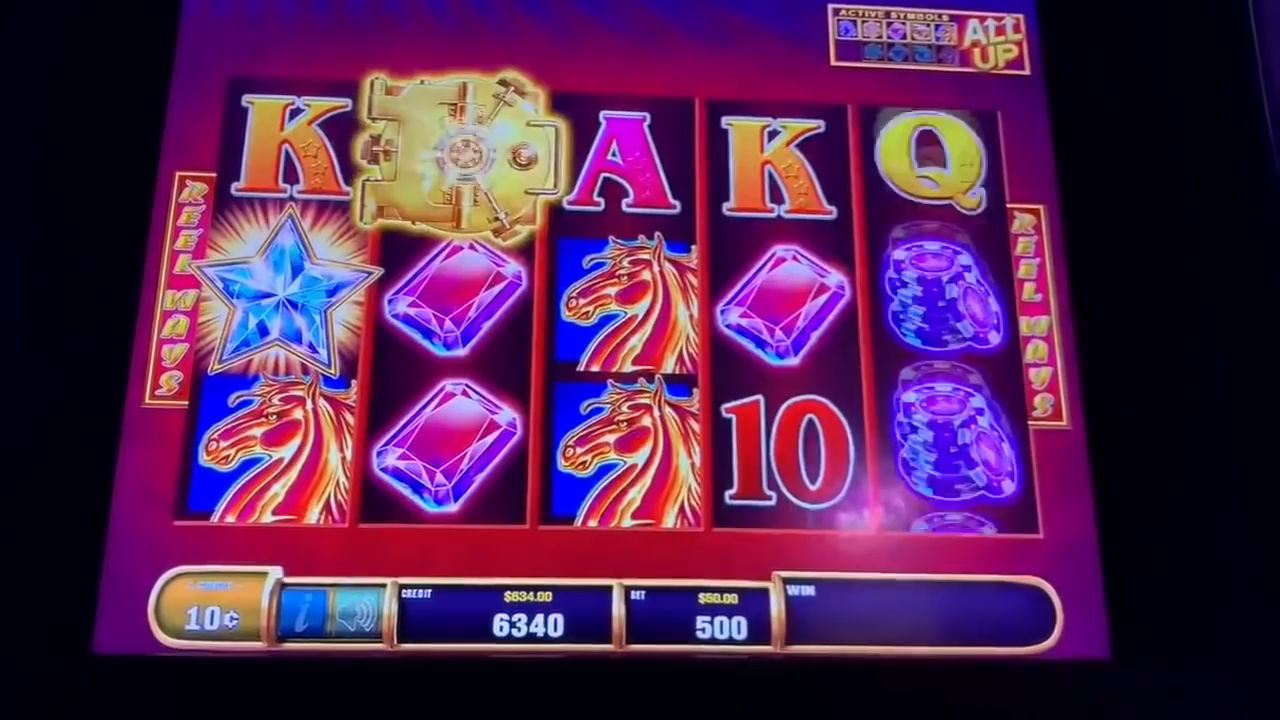 ACTIVE SYMBOLS
ALL
UP
K
A
K
Q
REEL WAYS
REEL WAYS
10
10¢
i
CREDIT
$634.00
6340
BET
$50.00
500
WIN